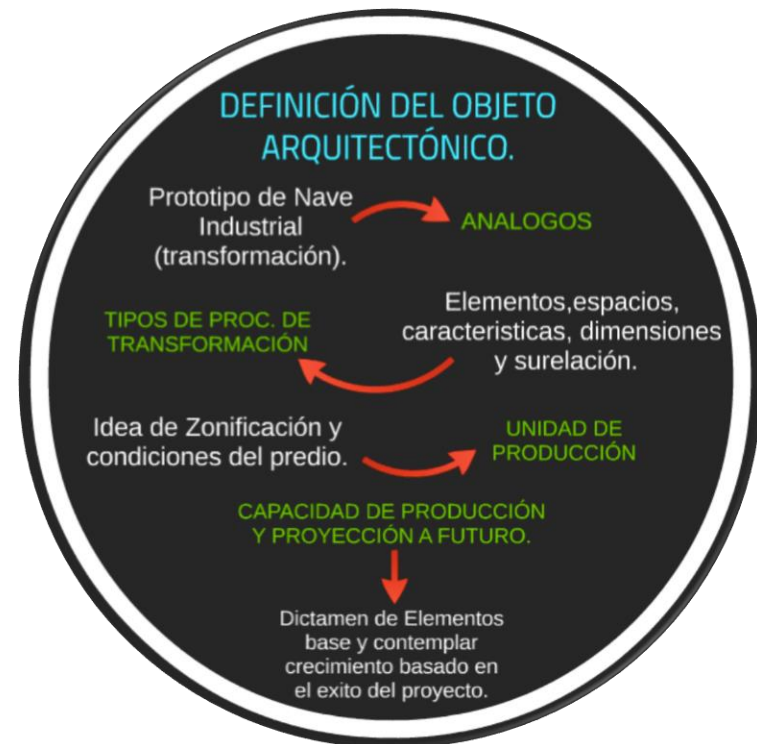 DEFINICIÓN DEL OBJETO
ARQUITECTÓNICO.
Prototipo de Nave
Industrial
(transformación).
ANALOGOS
Elementos,espacios,
caracteristicas, dimensiones
y surelación.
TIPOS DE PROC. DE
TRANSFORMACIÓN
Idea de Zonificación y
condiciones del predio.
UNIDAD DE
PRODUCCIÓN
CAPACIDAD DE PRODUCCIÓN
Y PROYECCIÓN A FUTURO.
Dictamen de Elementos
base y contemplar
crecimiento basado en
el exito del proyecto.